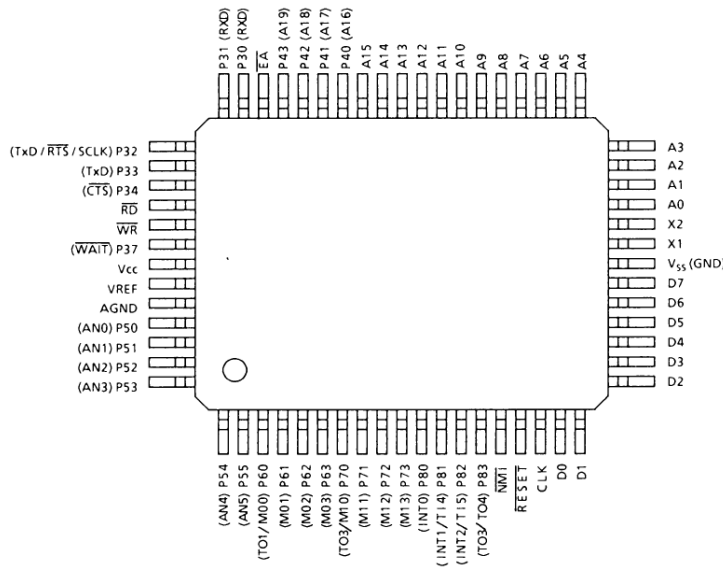 P31 (RXD)
P30 (RXD)
EA
P43 (A19)
P42 (A18)
P41 (A17)
P40 (A16)
A15
A14
A13
A12
A11
A10
A9
A8
A7
A6
A5
A4
(TxD / RTS / SCLK) P32
(TxD) P33
(CTS) P34
RD
WR
(WAIT) P37
Vcc
VREF
AGND
(AN0) P50
(AN1) P51
(AN2) P52
(AN3) P53
A3
A2
A1
A0
X2
X1
VSS (GND)
D7
D6
D5
D4
D3
D2
(AN4) P54
(AN5) P55
(TO1/M00) P60
(M01) P61
(M02) P62
(M03) P63
(TO3/M10) P70
(M11) P71
(M12) P72
(M13) P73
(INT0) P80
(INT1/TI4) P81
(INT2/TI5) P82
(TO3/TO4) P83
NMi
RESET
CLK
D0
D1